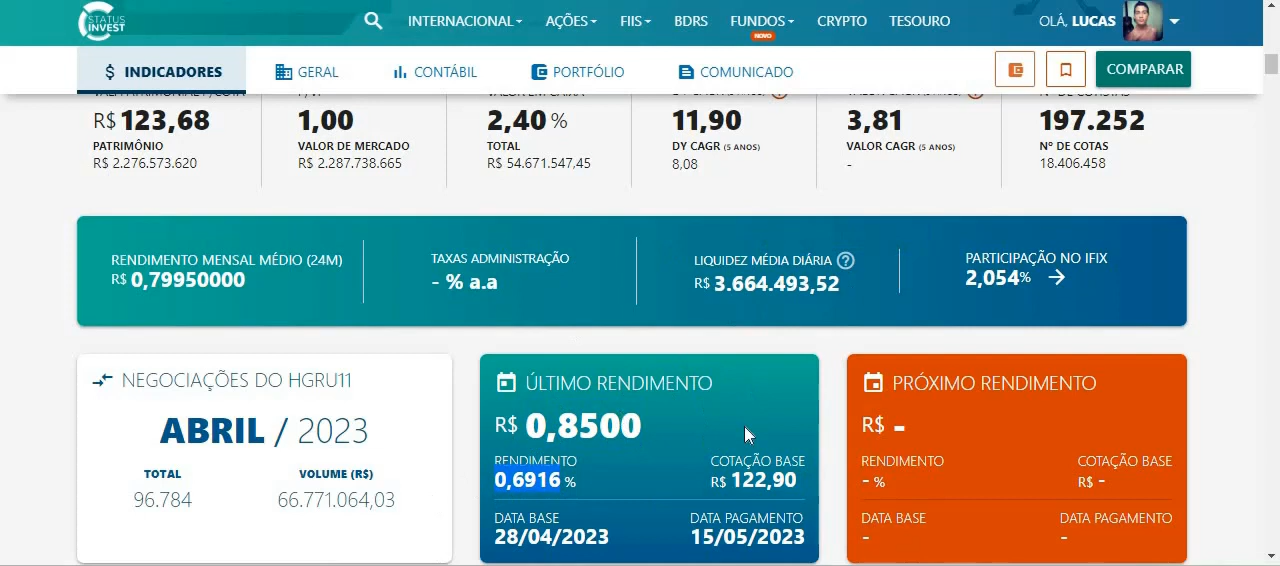 STATUS INVEST
INTERNACIONAL AÇÕES FIIS BDRS FUNDOS CRYPTO TESOURO OLÁ, LUCAS
NOVO
$ INDICADORES GERAL CONTÁBIL PORTFÓLIO COMUNICADO COMPARAR
R$ 123,68 1,00 2,40 % 11,90 3,81 197.252
PATRIMÔNIO VALOR DE MERCADO TOTAL DY CAGR (5 ANOS) VALOR CAGR (5 ANOS) Nº DE COTAS
R$ 2.276.573.620 R$ 2.287.738.665 R$ 54.671.547,45 8,08 - 18.406.458
RENDIMENTO MENSAL MÉDIO (24M) TAXAS ADMINISTRAÇÃO LIQUIDEZ MÉDIA DIÁRIA ? PARTICIPAÇÃO NO IFIX
R$ 0,79950000 - % a.a R$ 3.664.493,52 2,054%
NEGOCIAÇÕES DO HGRU11
ABRIL / 2023
TOTAL VOLUME (R$)
96.784 66.771.064,03
ÚLTIMO RENDIMENTO
R$ 0,8500
RENDIMENTO COTAÇÃO BASE
0,6916 % R$ 122,90
DATA BASE DATA PAGAMENTO
28/04/2023 15/05/2023
PRÓXIMO RENDIMENTO
R$ -
RENDIMENTO COTAÇÃO BASE
- % R$ -
DATA BASE DATA PAGAMENTO
- -